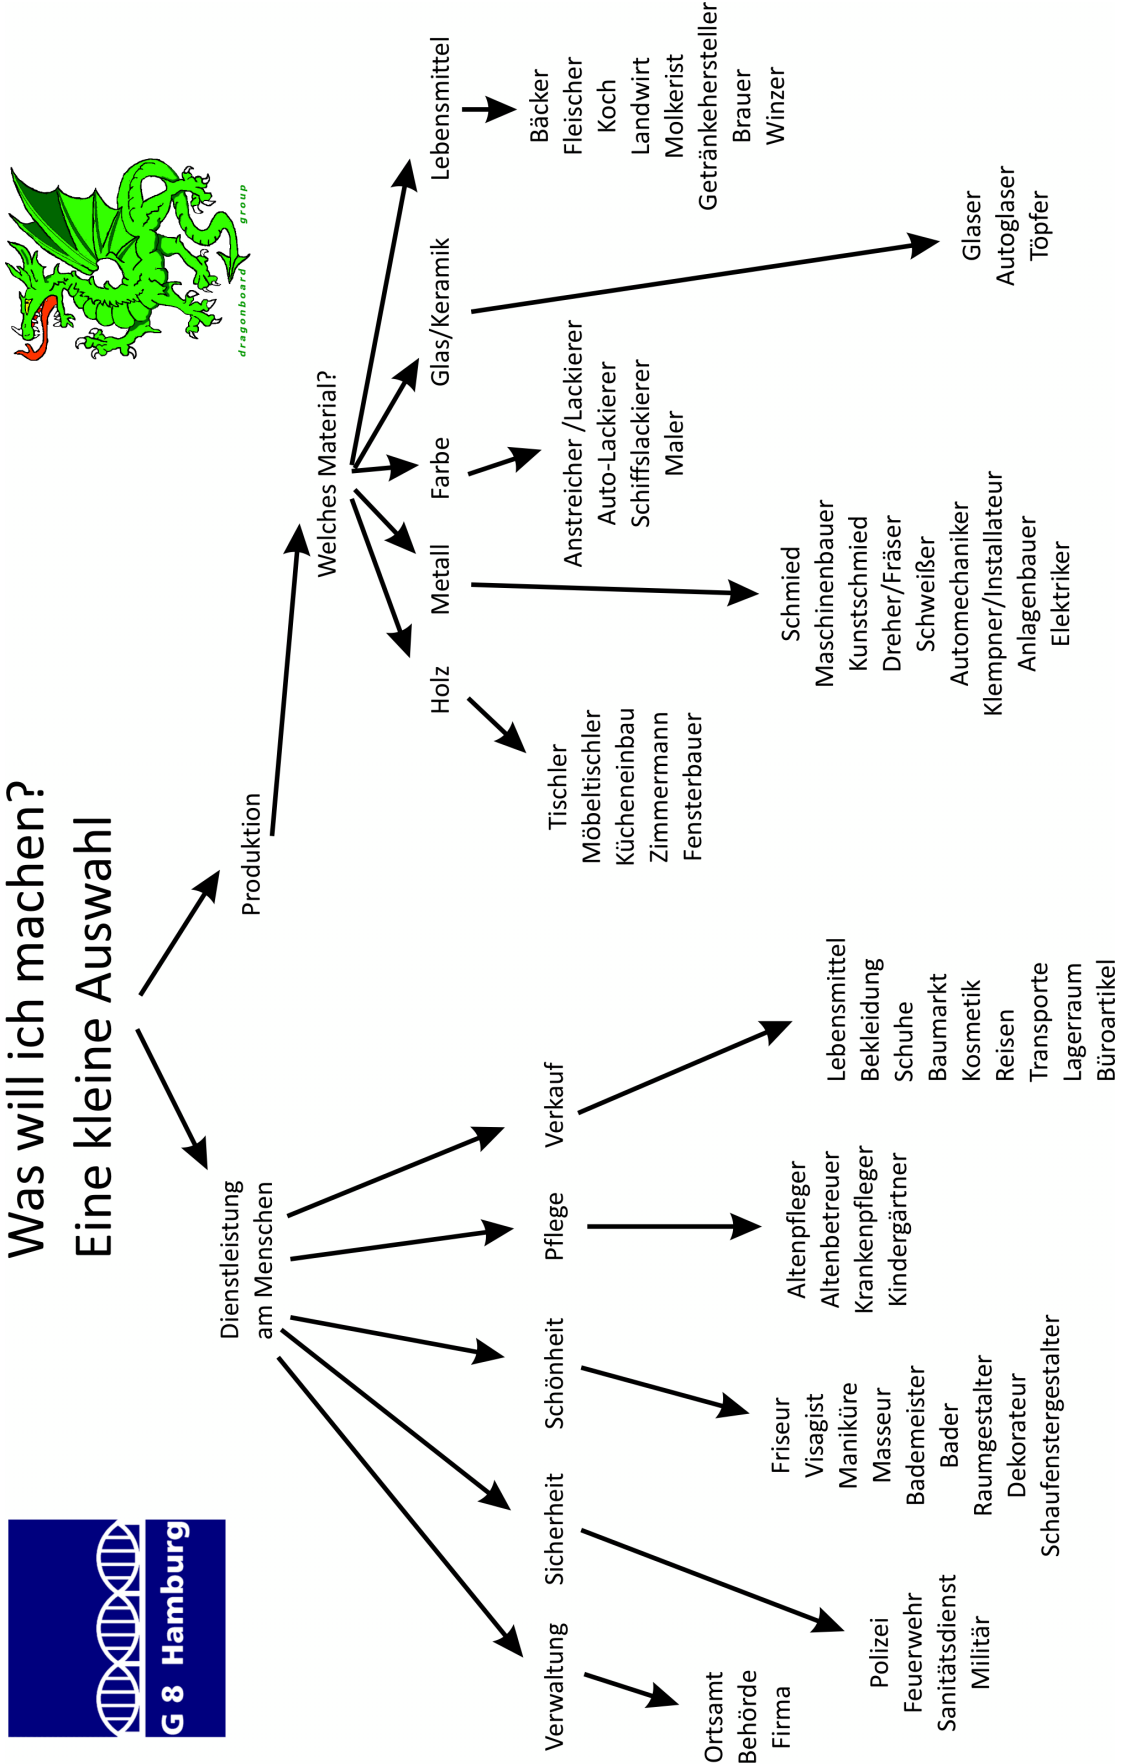 Was will ich machen?
Eine kleine Auswahl
G 8 Hamburg
dragonboard group
Dienstleistung
am Menschen
Produktion
Welches Material?
Verwaltung
Sicherheit
Schönheit
Pflege
Verkauf
Holz
Metall
Farbe
Glas/Keramik
Lebensmittel
Ortsamt
Behörde
Firma
Polizei
Feuerwehr
Sanitätsdienst
Militär
Friseur
Visagist
Maniküre
Masseur
Bademeister
Bader
Raumgestalter
Dekorateur
Schaufenstergestalter
Altenpfleger
Altenbetreuer
Krankenpfleger
Kindergärtner
Lebensmittel
Bekleidung
Schuhe
Baumarkt
Kosmetik
Reisen
Transporte
Lagerraum
Büroartikel
Tischler
Möbeltischler
Kücheneinbau
Zimmermann
Fensterbauer
Schmied
Maschinenbauer
Kunstschmied
Dreher/Fräser
Schweißer
Automechaniker
Klempner/Installateur
Anlagenbauer
Elektriker
Anstreicher /Lackierer
Auto-Lackierer
Schiffslackierer
Maler
Glaser
Autoglaser
Töpfer
Bäcker
Fleischer
Koch
Landwirt
Molkerist
Getränkehersteller
Brauer
Winzer